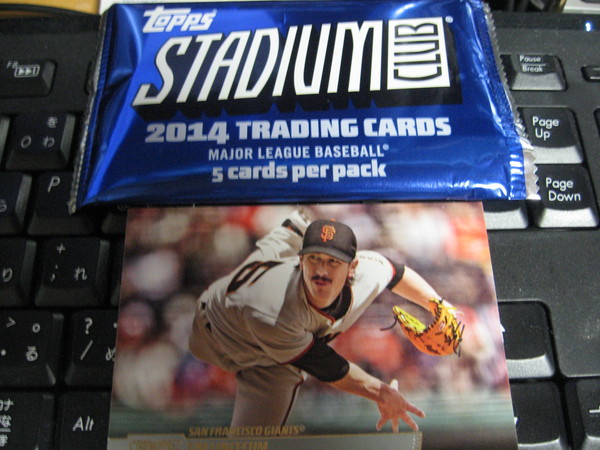 Topps
STADIUM CLUB®
2014 TRADING CARDS
MAJOR LEAGUE BASEBALL®
5 cards per pack
Pause
Break
Page
Up
Page
Down
P
Alt
SF
SAN FRANCISCO GIANTS®